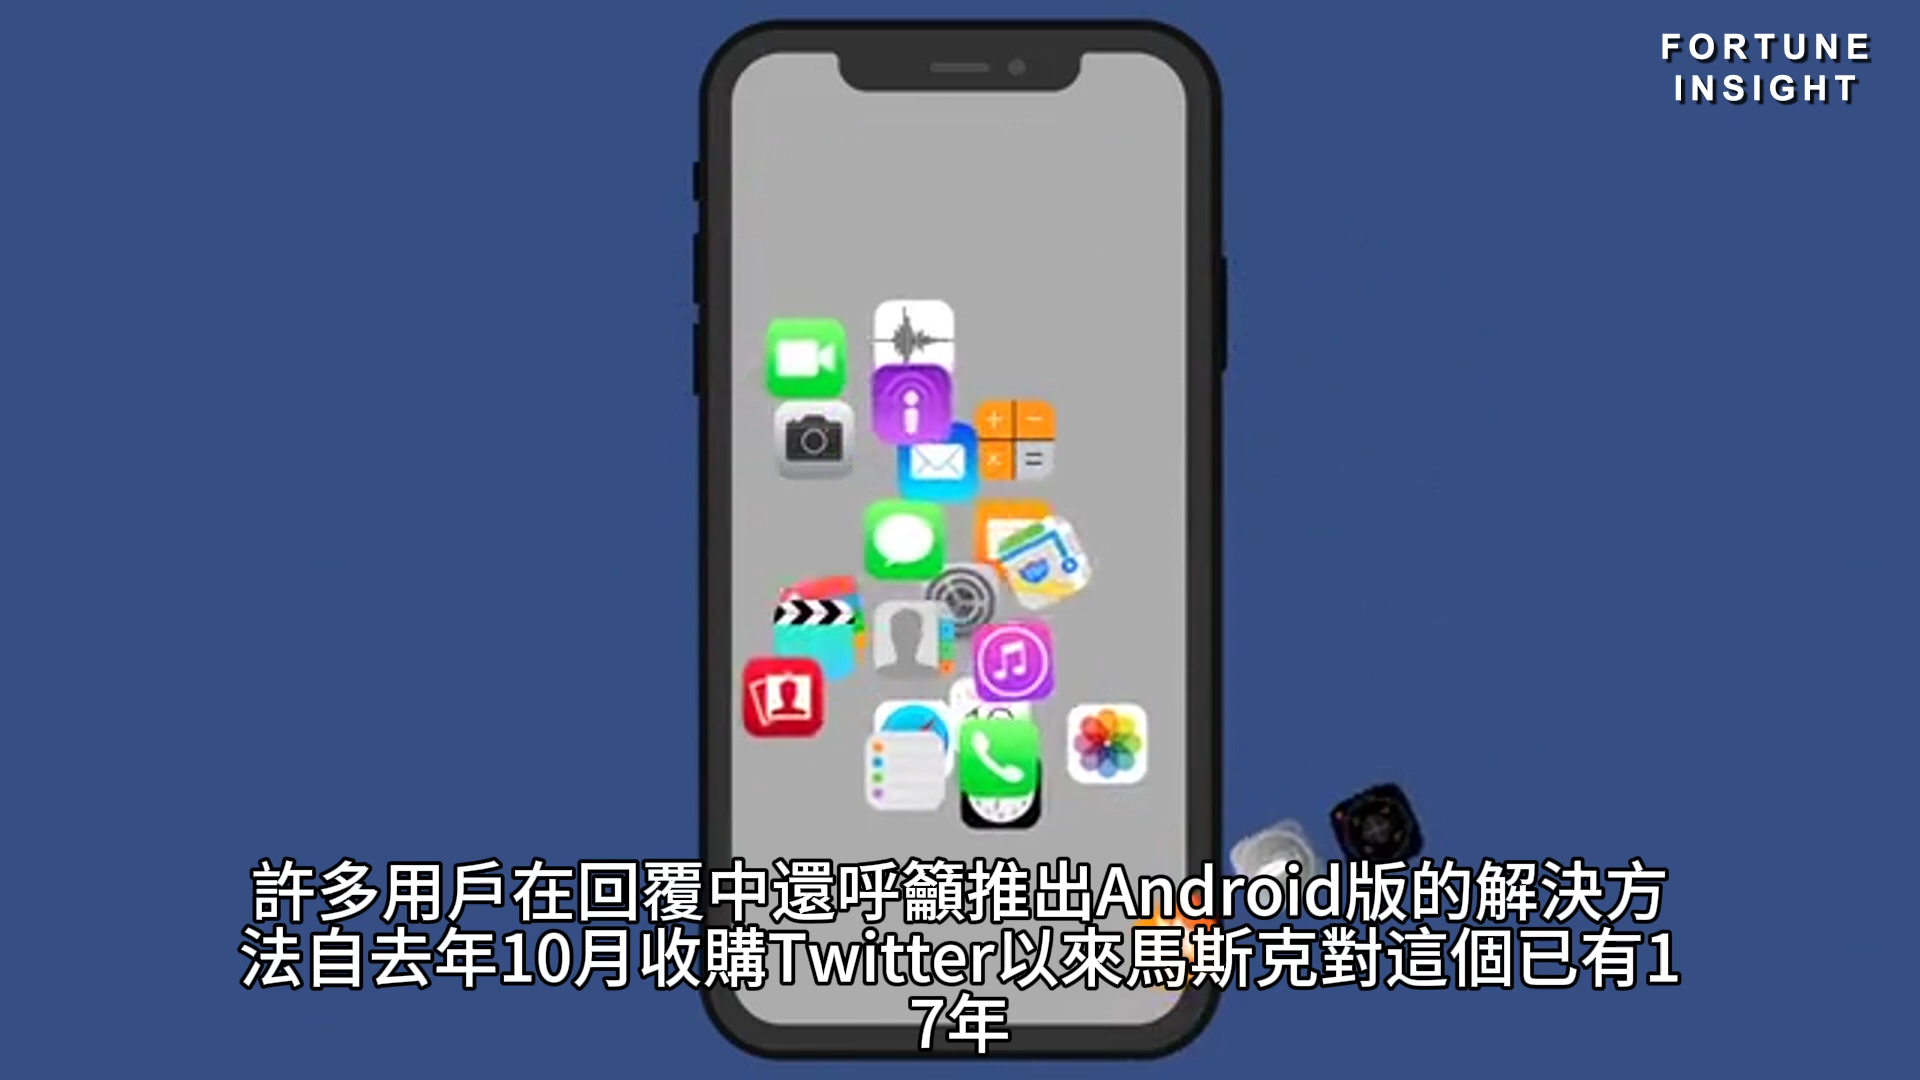 FORTUNE
INSIGHT
許多用戶在回覆中還呼籲推出Android版的解決方
法自去年10月收購Twitter以來馬斯克對這個已有1
7年